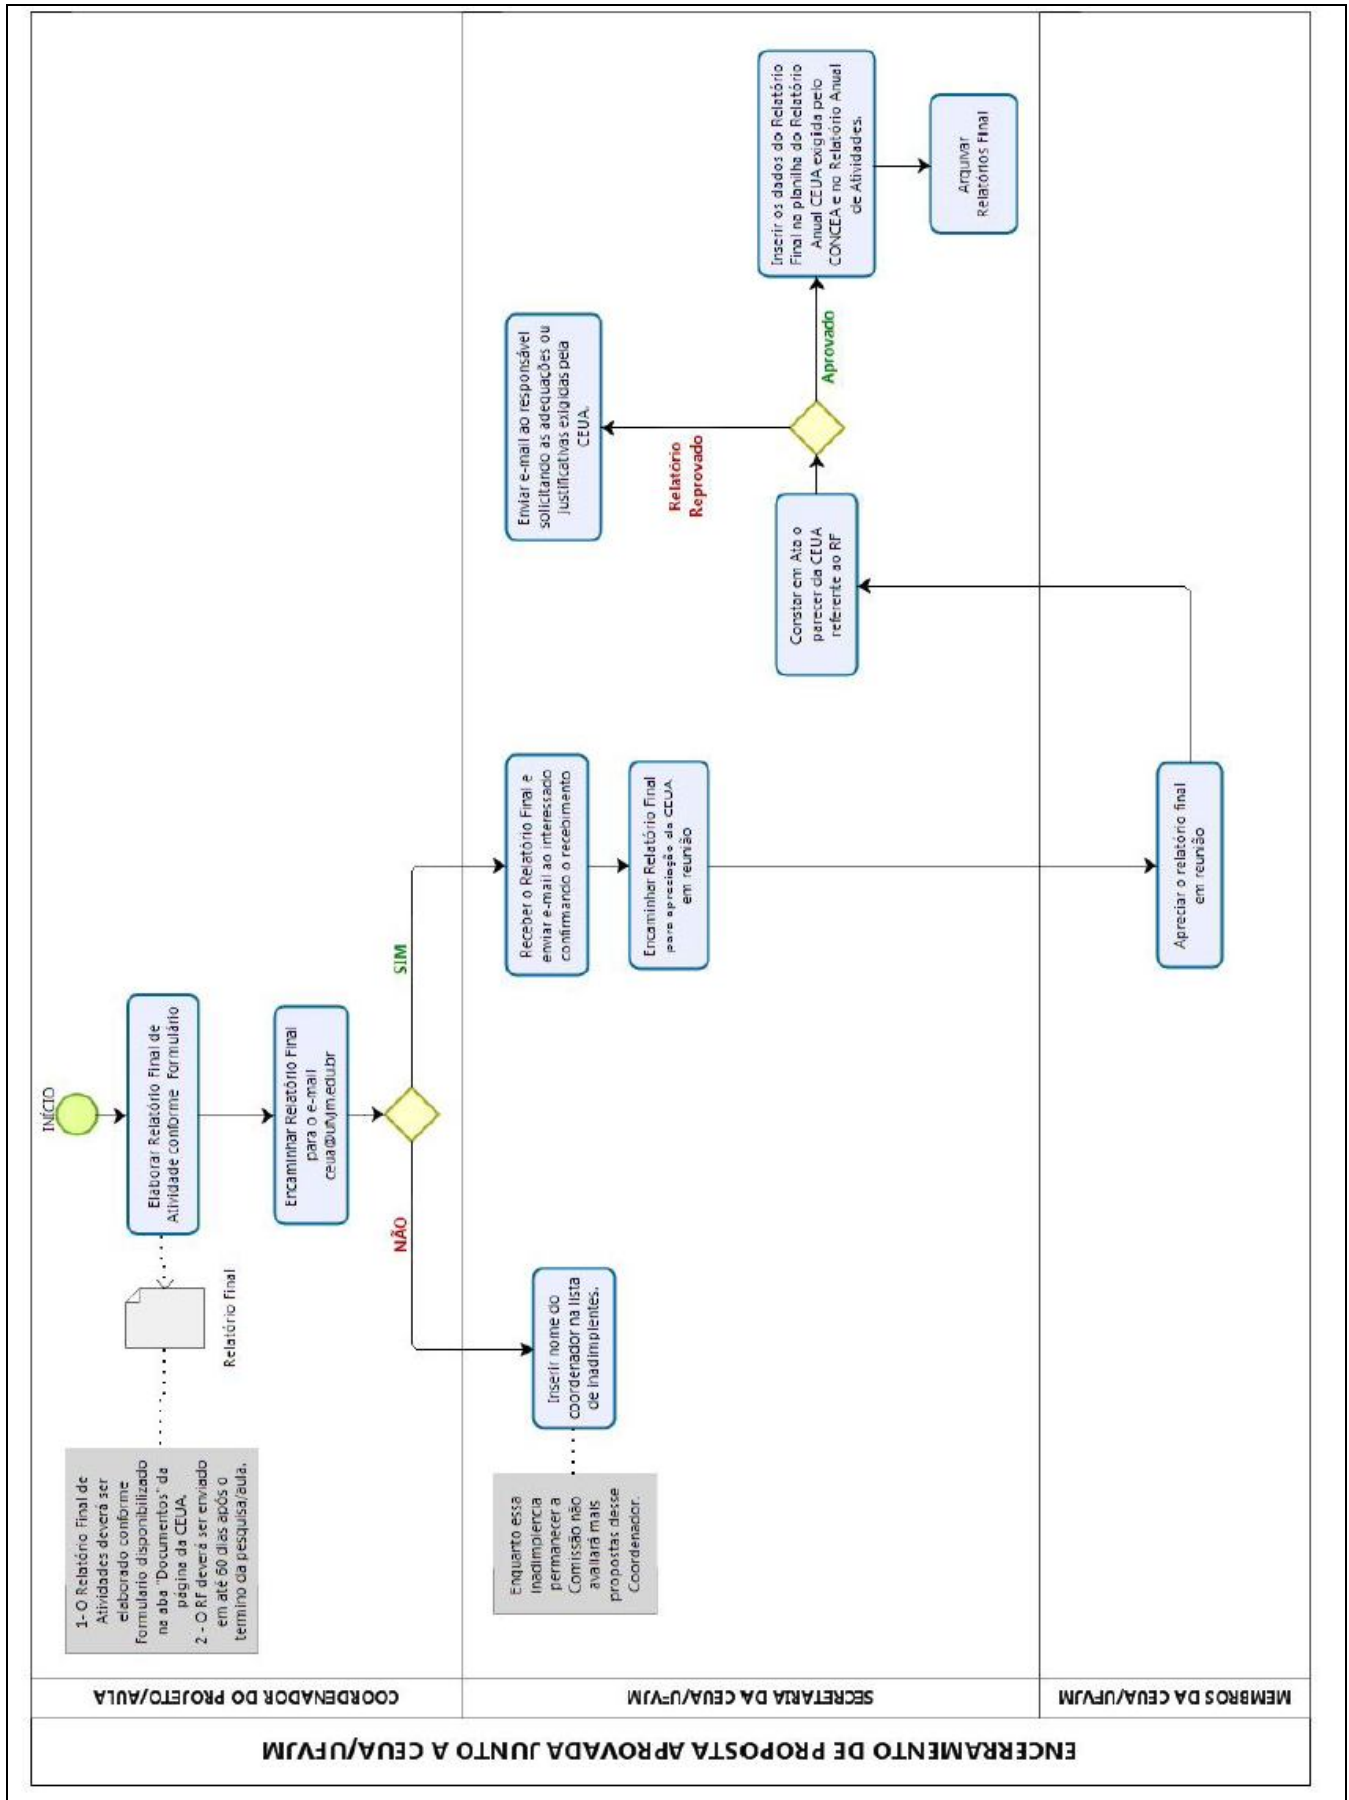 ENCERRAMENTO DE PROPOSTA APROVADA JUNTO A CEUA/UFVJM
COORDENADOR DO PROJETO/AULA
SECRETARIA DA CEUA/UFVJM
MEMBROS DA CEUA/UFVJM
1- O Relatório Final de
Atividades deverá ser
elaborado conforme
Formulario disponibilizado
na aba "Documentos" da
página da CEUA.
2 - O RF deverá ser enviado
em até 60 dias após o
termino da pesquisa/aula.
Relatório Final
INÍCIO
Elaborar Relatório Final de
Atividade conforme Formulário
Encaminhar Relatório Final
para o e-mail
ceua@ufvjm.edu.br
NÃO
SIM
Enquanto essa
inadimplencia
permanecer a
Comissão não
avaliará mais
propostas desse
Coordenador.
Inserir nome do
coordenador na lista
de inadimplentes.
Receber o Relatório Final e
enviar e-mail ao interessado
confirmando o recebimento
Encaminhar Relatório Final
para apreciação da CEUA
em reunião
Apreciar o relatório final
em reunião
Constar em Ata o
parecer da CEUA
referente ao RF
Relatório
Reprovado
Enviar e-mail ao responsável
solicitando as adequações ou
justificativas exigidas pela
CEUA.
Aprovado
Inserir os dados do Relatório
Final na planilha do Relatório
Anual CEUA exigida pelo
CONCEA e no Relatório Anual
de Atividades.
Arquivar
Relatórios Final